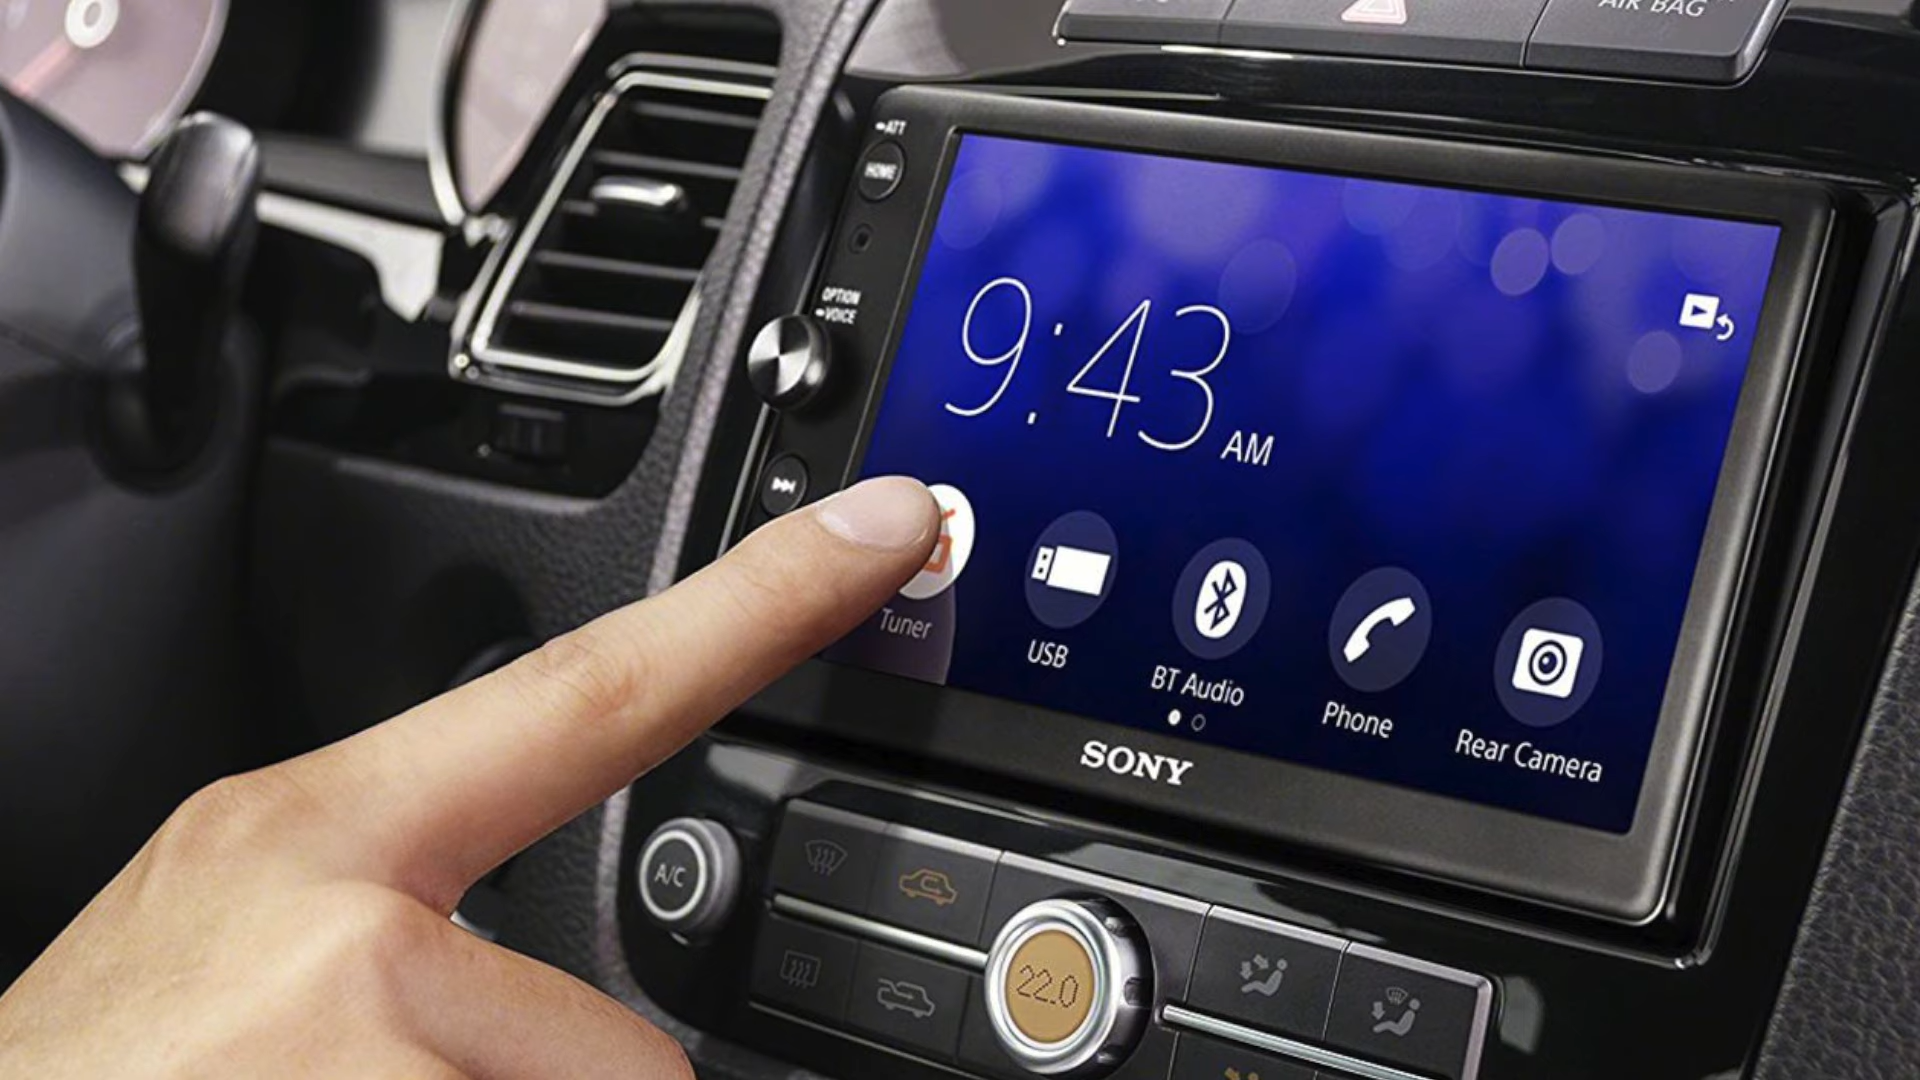 AIR BAG
ATT
HOME
OPTION
VOICE
9:43 AM
Tuner
USB
BT Audio
Phone
Rear Camera
SONY
A/C
22.0